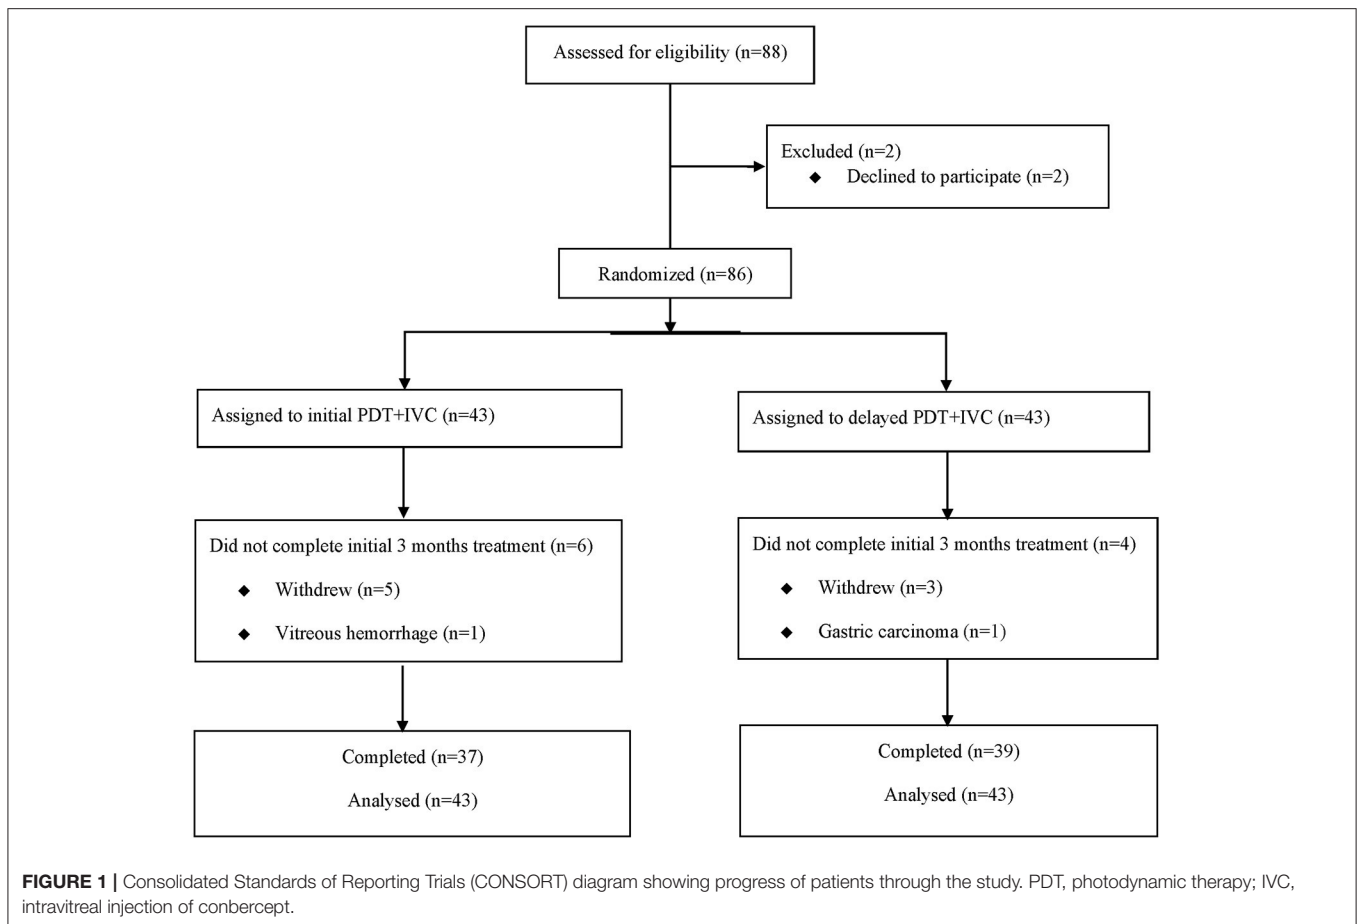 Assessed for eligibility (n=88)
Excluded (n=2)
◆ Declined to participate (n=2)
Randomized (n=86)
Assigned to initial PDT+IVC (n=43)
Assigned to delayed PDT+IVC (n=43)
Did not complete initial 3 months treatment (n=6)
◆ Withdrew (n=5)
◆ Vitreous hemorrhage (n=1)
Did not complete initial 3 months treatment (n=4)
◆ Withdrew (n=3)
◆ Gastric carcinoma (n=1)
Completed (n=37)
Analysed (n=43)
Completed (n=39)
Analysed (n=43)
FIGURE 1 | Consolidated Standards of Reporting Trials (CONSORT) diagram showing progress of patients through the study. PDT, photodynamic therapy; IVC,
intravitreal injection of conbercept.